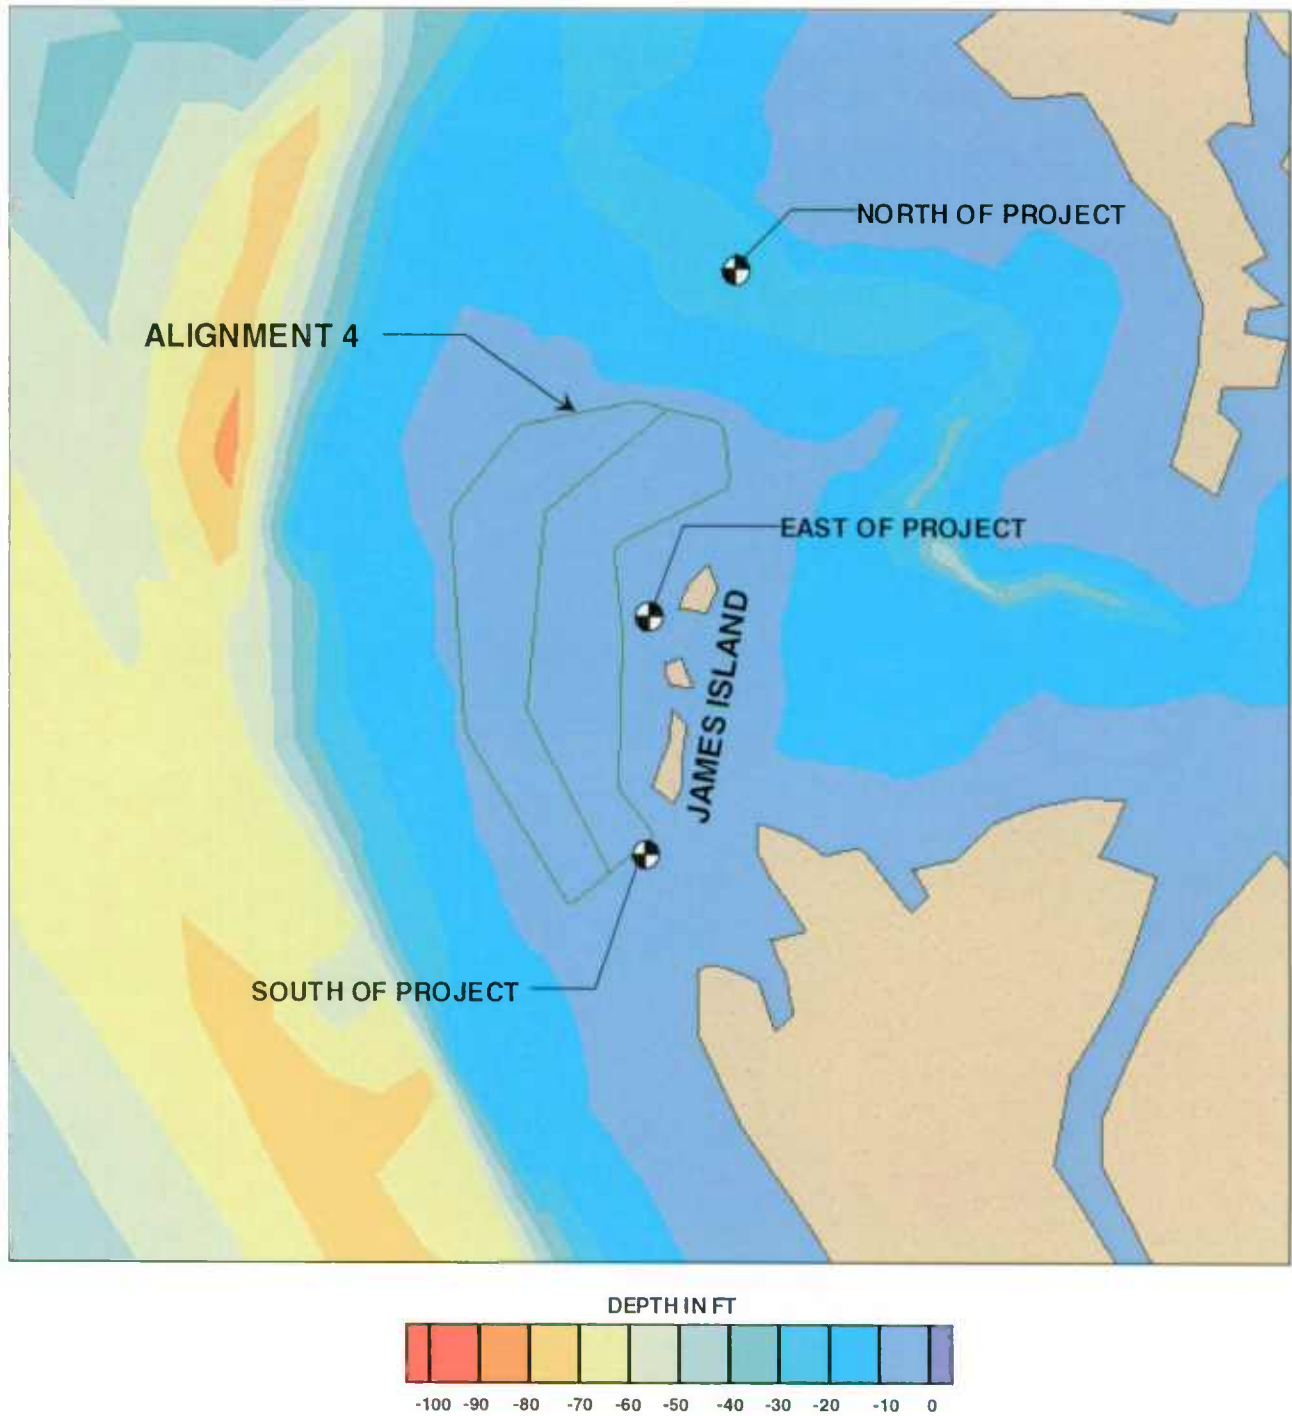 NORTH OF PROJECT
ALIGNMENT 4
EAST OF PROJECT
JAMES ISLAND
SOUTH OF PROJECT
DEPTH IN FT
-100 -90 -80 -70 -60 -50 -40 -30 -20 -10 0